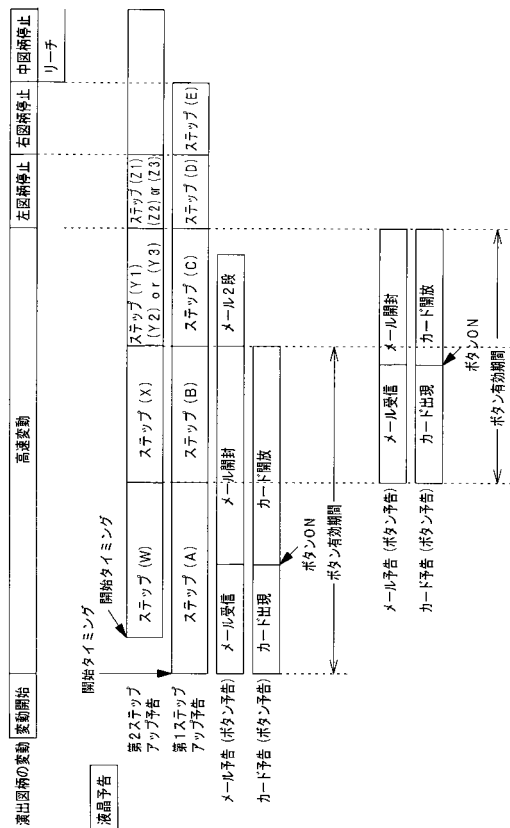 演出図柄の変動
変動開始
高速変動
左図柄停止
右図柄停止
中図柄停止
リーチ
液晶予告
開始タイミング
開始タイミング
第2ステップ
アップ予告
ステップ(W)
ステップ(X)
ステップ(Y1)
(Y2) or (Y3)
ステップ(Z1)
(Z2) or (Z3)
第1ステップ
アップ予告
ステップ(A)
ステップ(B)
ステップ(C)
ステップ(D)
ステップ(E)
メール予告(ボタン予告)
メール受信
メール開封
メール2段
カード予告(ボタン予告)
カード出現
カード開放
ボタンON
ボタン有効期間
メール予告(ボタン予告)
メール受信
メール開封
カード予告(ボタン予告)
カード出現
カード開放
ボタンON
ボタン有効期間